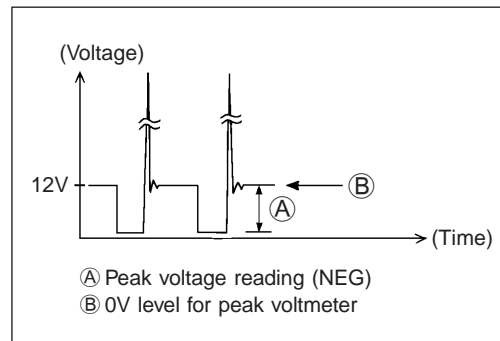 (Voltage)
12V
Ⓐ
Ⓑ
(Time)
Ⓐ Peak voltage reading (NEG)
Ⓑ 0V level for peak voltmeter